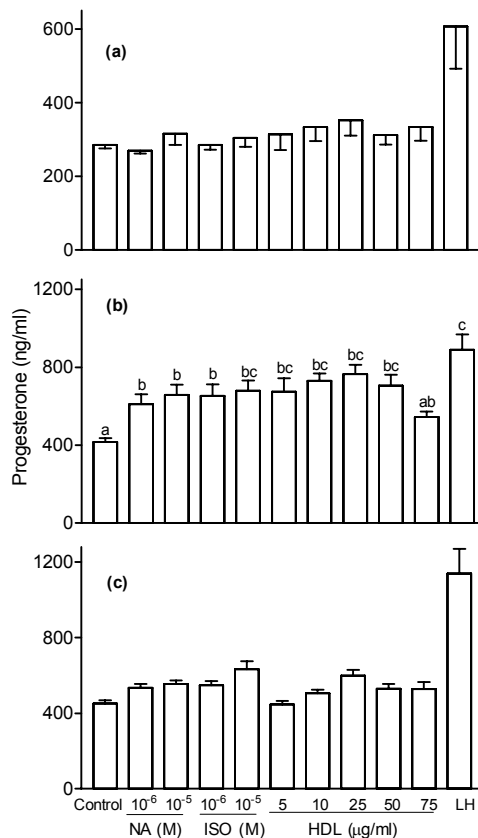 600
(a)
400
200
0
Progesterone (ng/ml)
1200
(b)
800
400
0
a b b b bc bc bc bc bc ab c
1200
(c)
800
400
0
Control 10⁻⁶ 10⁻⁵ 10⁻⁶ 10⁻⁵ 5 10 25 50 75 LH
NA (M) ISO (M) HDL (μg/ml)